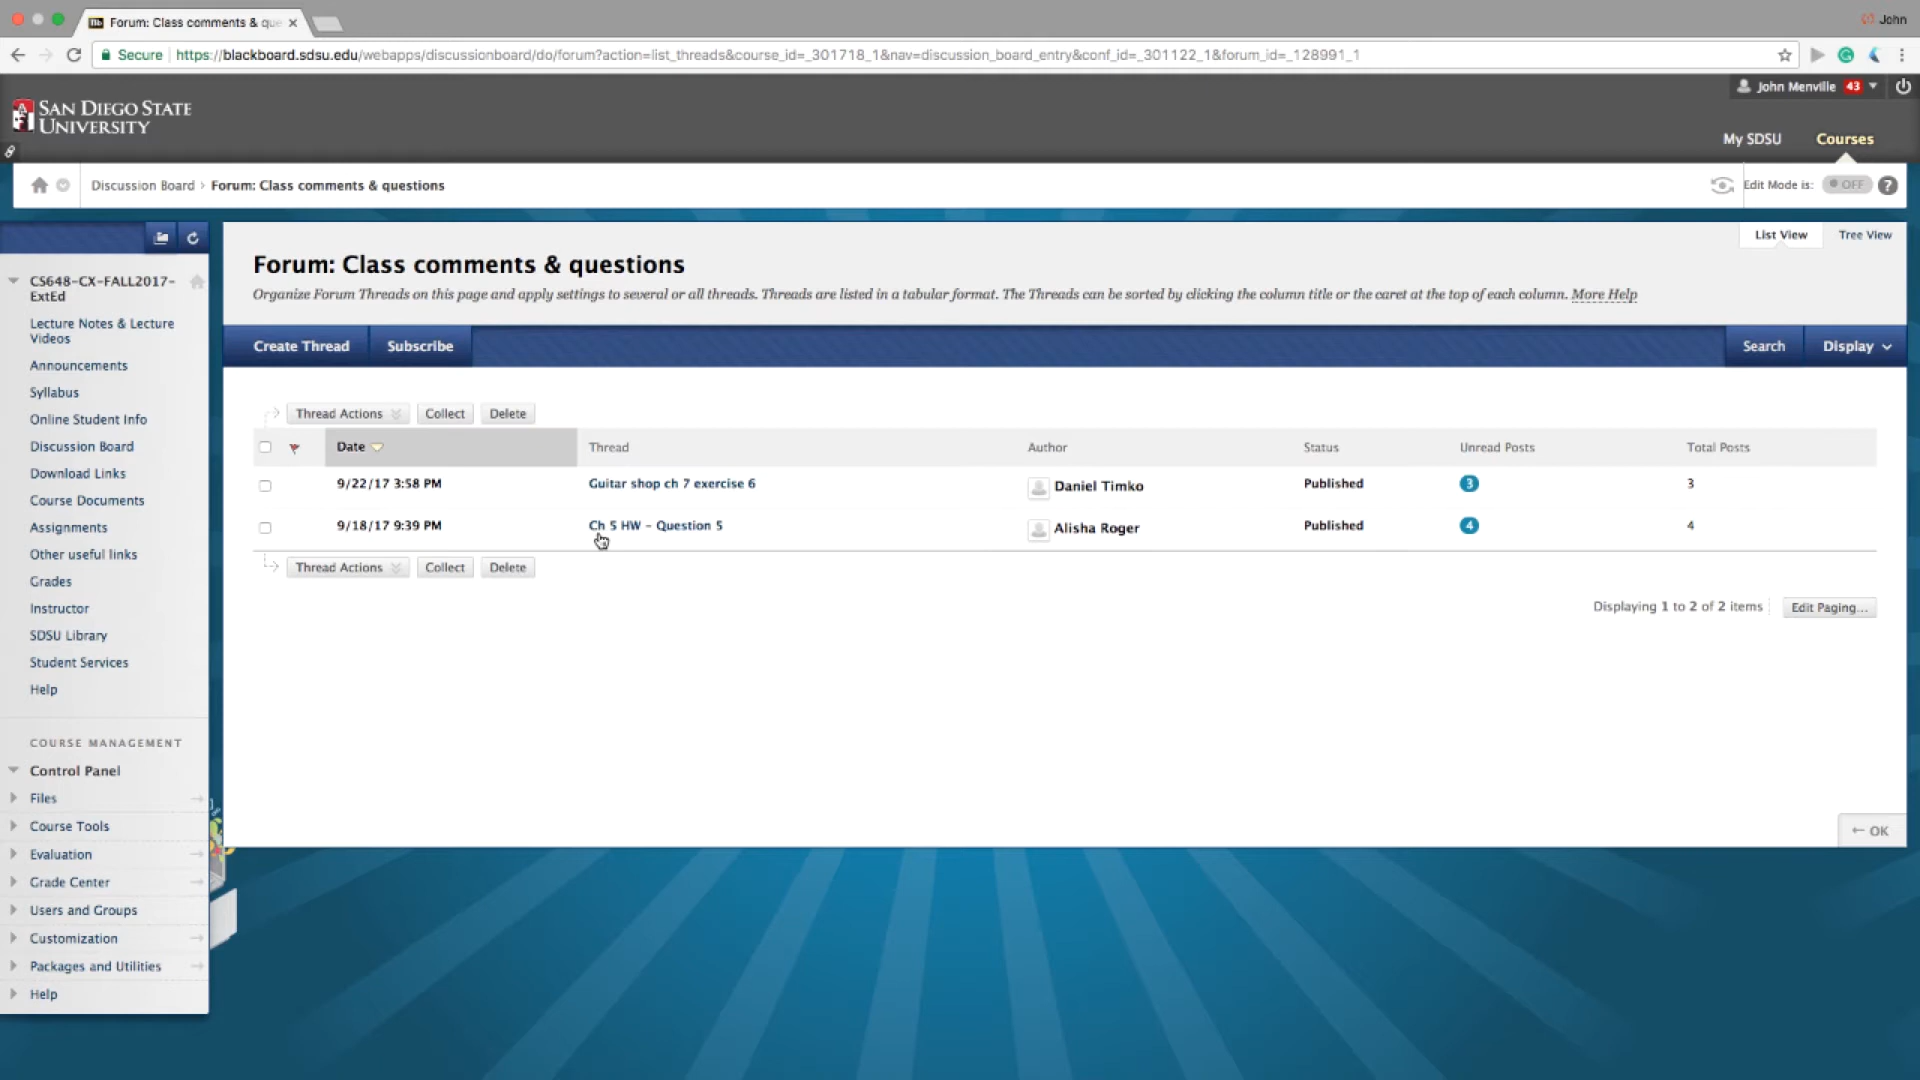 Forum: Class comments & que
John
Secure https://blackboard.sdsu.edu/webapps/discussionboard/do/forum?action=list_threads&course_id=_301718_1&nav=discussion_board_entry&conf_id=_301122_1&forum_id=_128991_1
John Menville 43
SAN DIEGO STATE
UNIVERSITY
My SDSU Courses
Discussion Board Forum: Class comments & questions
Edit Mode is: OFF ?
List View Tree View
Forum: Class comments & questions
Organize Forum Threads on this page and apply settings to several or all threads. Threads are listed in a tabular format. The Threads can be sorted by clicking the column title or the caret at the top of each column. More Help
Create Thread Subscribe
Search Display
Thread Actions Collect Delete
Date Thread Author Status Unread Posts Total Posts
9/22/17 3:58 PM Guitar shop ch 7 exercise 6 Daniel Timko Published 3 3
9/18/17 9:39 PM Ch 5 HW - Question 5 Alisha Roger Published 4 4
Thread Actions Collect Delete
Displaying 1 to 2 of 2 items Edit Paging...
← OK
CS648-CX-FALL2017-
ExtEd
Lecture Notes & Lecture
Videos
Announcements
Syllabus
Online Student Info
Discussion Board
Download Links
Course Documents
Assignments
Other useful links
Grades
Instructor
SDSU Library
Student Services
Help
COURSE MANAGEMENT
Control Panel
Files
Course Tools
Evaluation
Grade Center
Users and Groups
Customization
Packages and Utilities
Help